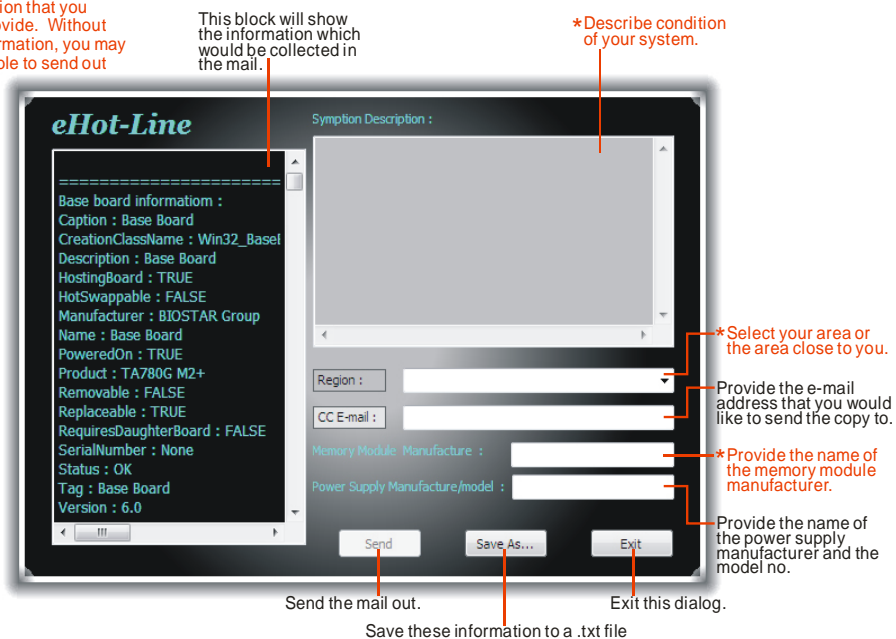 ion that you
ovide. Without
rmation, you may
ble to send out
This block will show
the information which
would be collected in
the mail.
*Describe condition
of your system.
eHot-Line
======================
Base board informatiom :
Caption : Base Board
CreationClassName : Win32_BaseB
Description : Base Board
HostingBoard : TRUE
HotSwappable : FALSE
Manufacturer : BIOSTAR Group
Name : Base Board
PoweredOn : TRUE
Product : TA780G M2+
Removable : FALSE
Replaceable : TRUE
RequiresDaughterBoard : FALSE
SerialNumber : None
Status : OK
Tag : Base Board
Version : 6.0
Symption Description :
Region :
CC E-mail :
Memory Module Manufacture :
Power Supply Manufacture/model :
Send
Save As...
Exit
*Select your area or
the area close to you.
Provide the e-mail
address that you would
like to send the copy to.
*Provide the name of
the memory module
manufacturer.
Provide the name of
the power supply
manufacturer and the
model no.
Send the mail out.
Exit this dialog.
Save these information to a .txt file